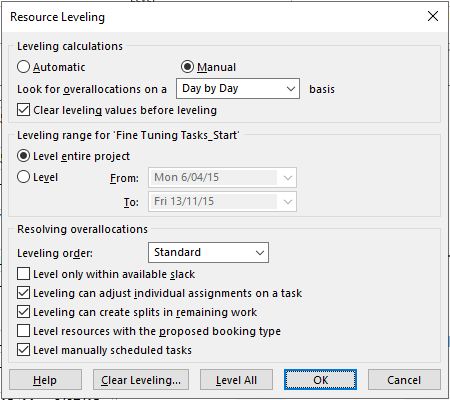 Resource Leveling
Leveling calculations
Automatic Manual
Look for overallocations on a Day by Day basis
Clear leveling values before leveling
Leveling range for 'Fine Tuning Tasks_Start'
Level entire project
Level From: Mon 6/04/15
To: Fri 13/11/15
Resolving overallocations
Leveling order: Standard
Level only within available slack
Leveling can adjust individual assignments on a task
Leveling can create splits in remaining work
Level resources with the proposed booking type
Level manually scheduled tasks
Help Clear Leveling... Level All OK Cancel